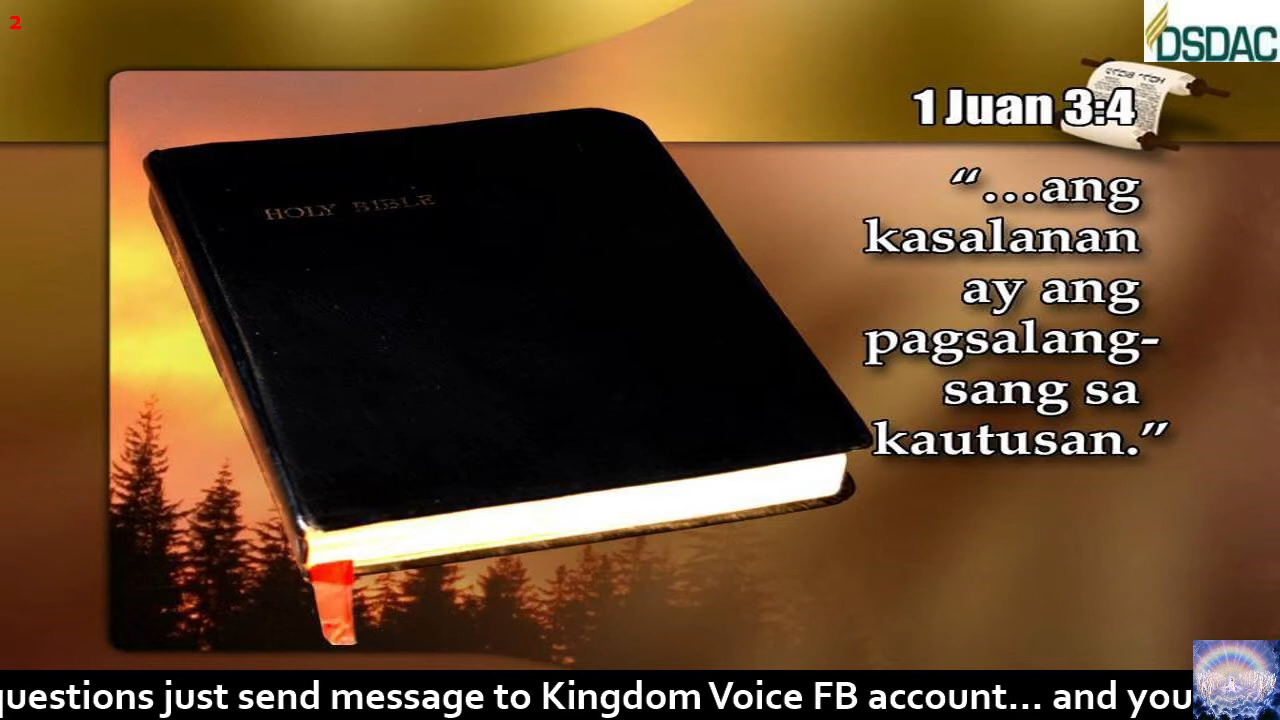 2
DSDAC
1 Juan 3:4
HOLY BIBLE
“...ang
kasalanan
ay ang
pagsalang-
sang sa
kautusan.”
questions just send message to Kingdom Voice FB account... and you